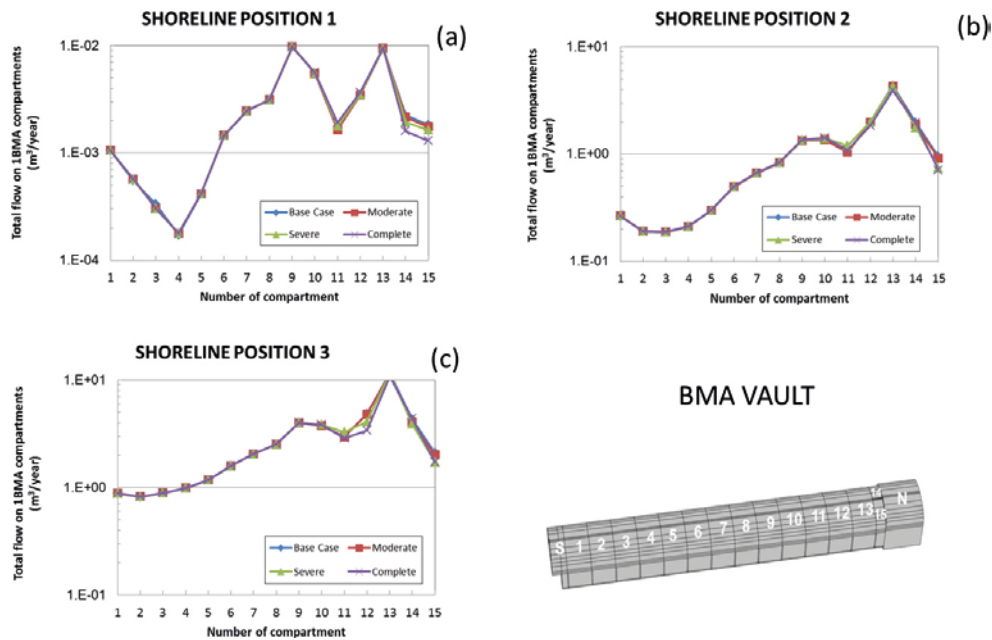 SHORELINE POSITION 1
(a)
Total flow on 1BMA compartments
(m³/year)
1.E-02
1.E-03
1.E-04
Base Case Moderate
Severe Complete
1 2 3 4 5 6 7 8 9 10 11 12 13 14 15
Number of compartment
SHORELINE POSITION 2
(b)
Total flow on 1BMA compartments
(m³/year)
1.E+01
1.E+00
1.E-01
Base Case Moderate
Severe Complete
1 2 3 4 5 6 7 8 9 10 11 12 13 14 15
Number of compartment
SHORELINE POSITION 3
(c)
Total flow on 1BMA compartments
(m³/year)
1.E+01
1.E+00
1.E-01
Base Case Moderate
Severe Complete
1 2 3 4 5 6 7 8 9 10 11 12 13 14 15
Number of compartment
BMA VAULT
S 1 2 3 4 5 6 7 8 9 10 11 12 13 14 15 N